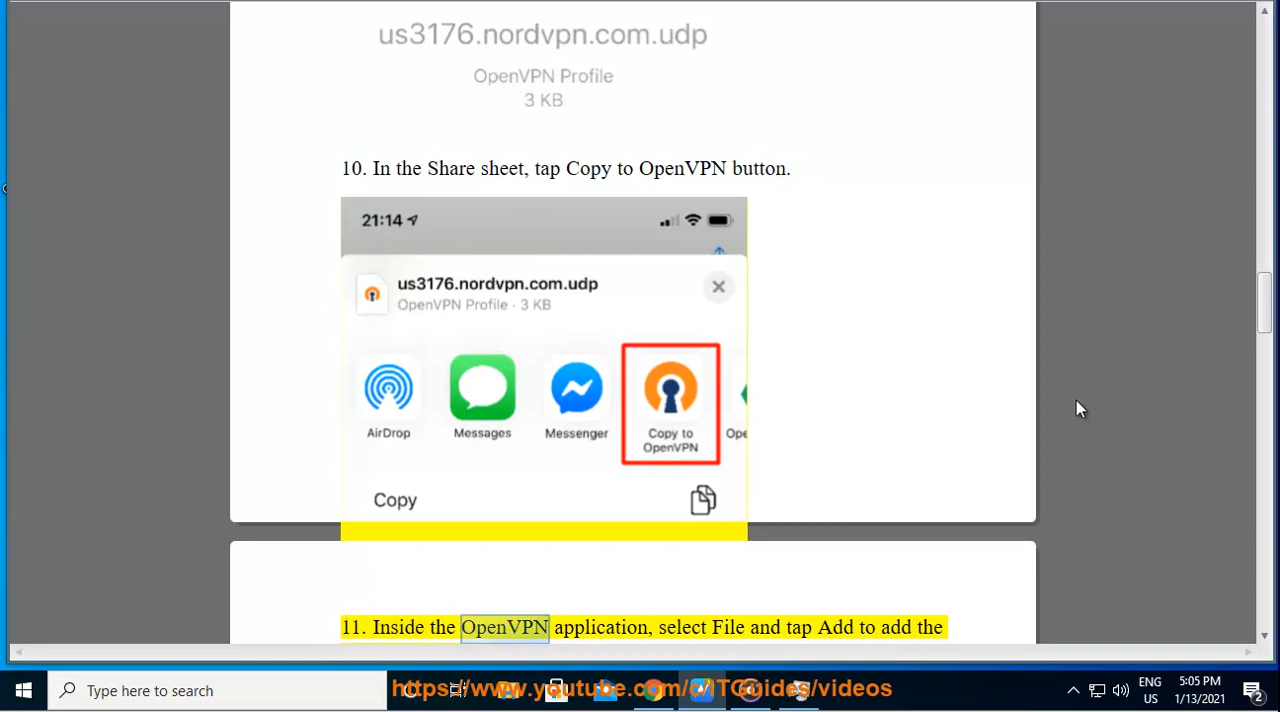 us3176.nordvpn.com.udp
OpenVPN Profile
3 KB
10. In the Share sheet, tap Copy to OpenVPN button.
21:14
us3176.nordvpn.com.udp
OpenVPN Profile · 3 KB
AirDrop
Messages
Messenger
Copy to
OpenVPN
Ope
Copy
11. Inside the OpenVPN application, select File and tap Add to add the
Type here to search
https://www.youtube.com/c/ITGuides/videos
ENG
US
5:05 PM
1/13/2021
2